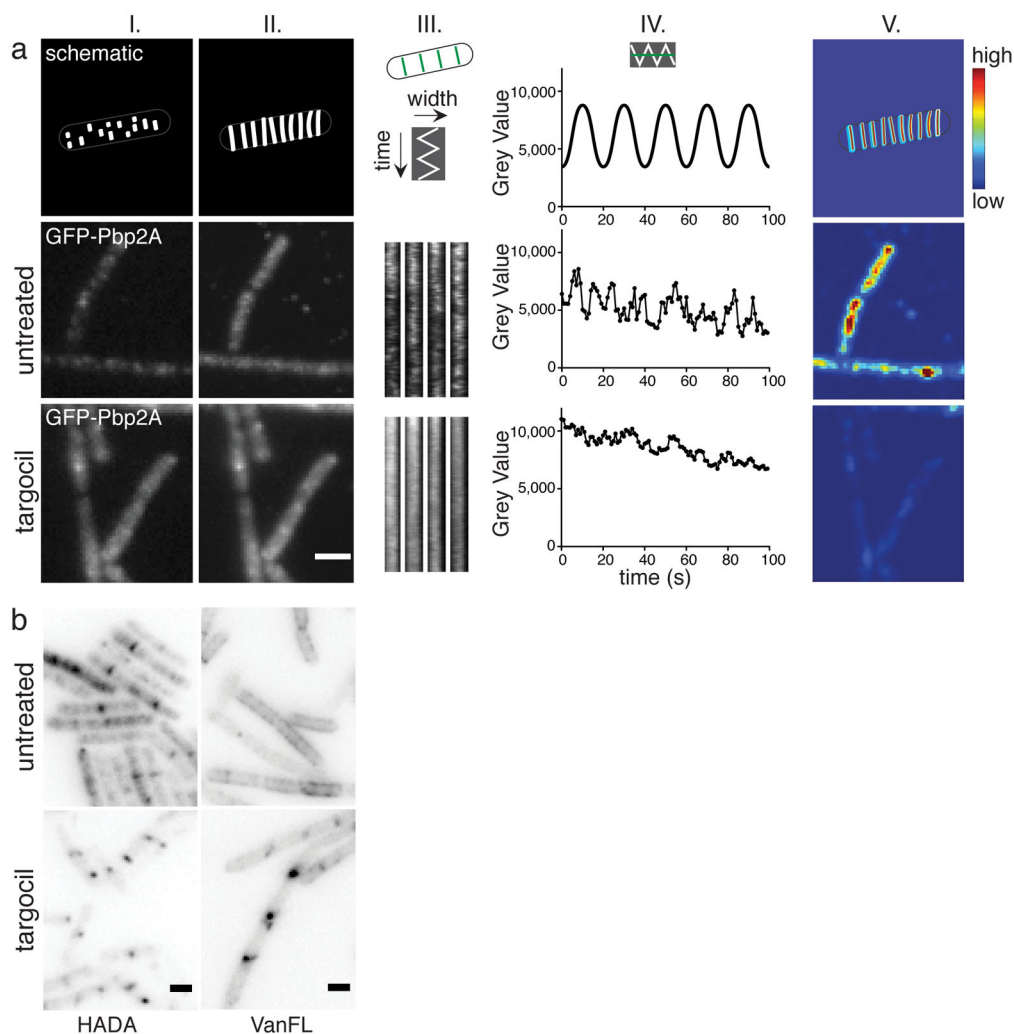 I.
II.
III.
IV.
V.
a
schematic
width
time
Grey Value
10,000
5,000
0
0 20 40 60 80 100
high
low
untreated
GFP-Pbp2A
Grey Value
10,000
5,000
0
0 20 40 60 80 100
targocil
GFP-Pbp2A
Grey Value
10,000
5,000
0
0 20 40 60 80 100
time (s)
b
untreated
targocil
HADA
VanFL